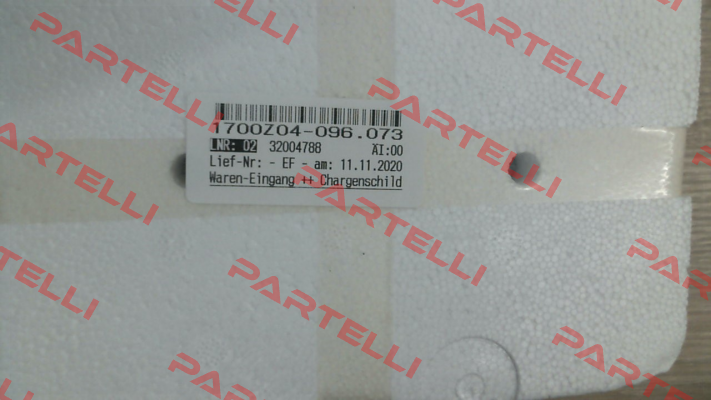 1700Z04-096.073
LNR: 02 32004788 ÄI:00
Lief-Nr: - EF - am: 11.11.2020
Waren-Eingang ++ Chargenschild
PARTELLI
PARTELLI
PARTELLI
PARTELLI
PARTELLI
PARTELLI
PARTELLI
PARTELLI
PARTELLI